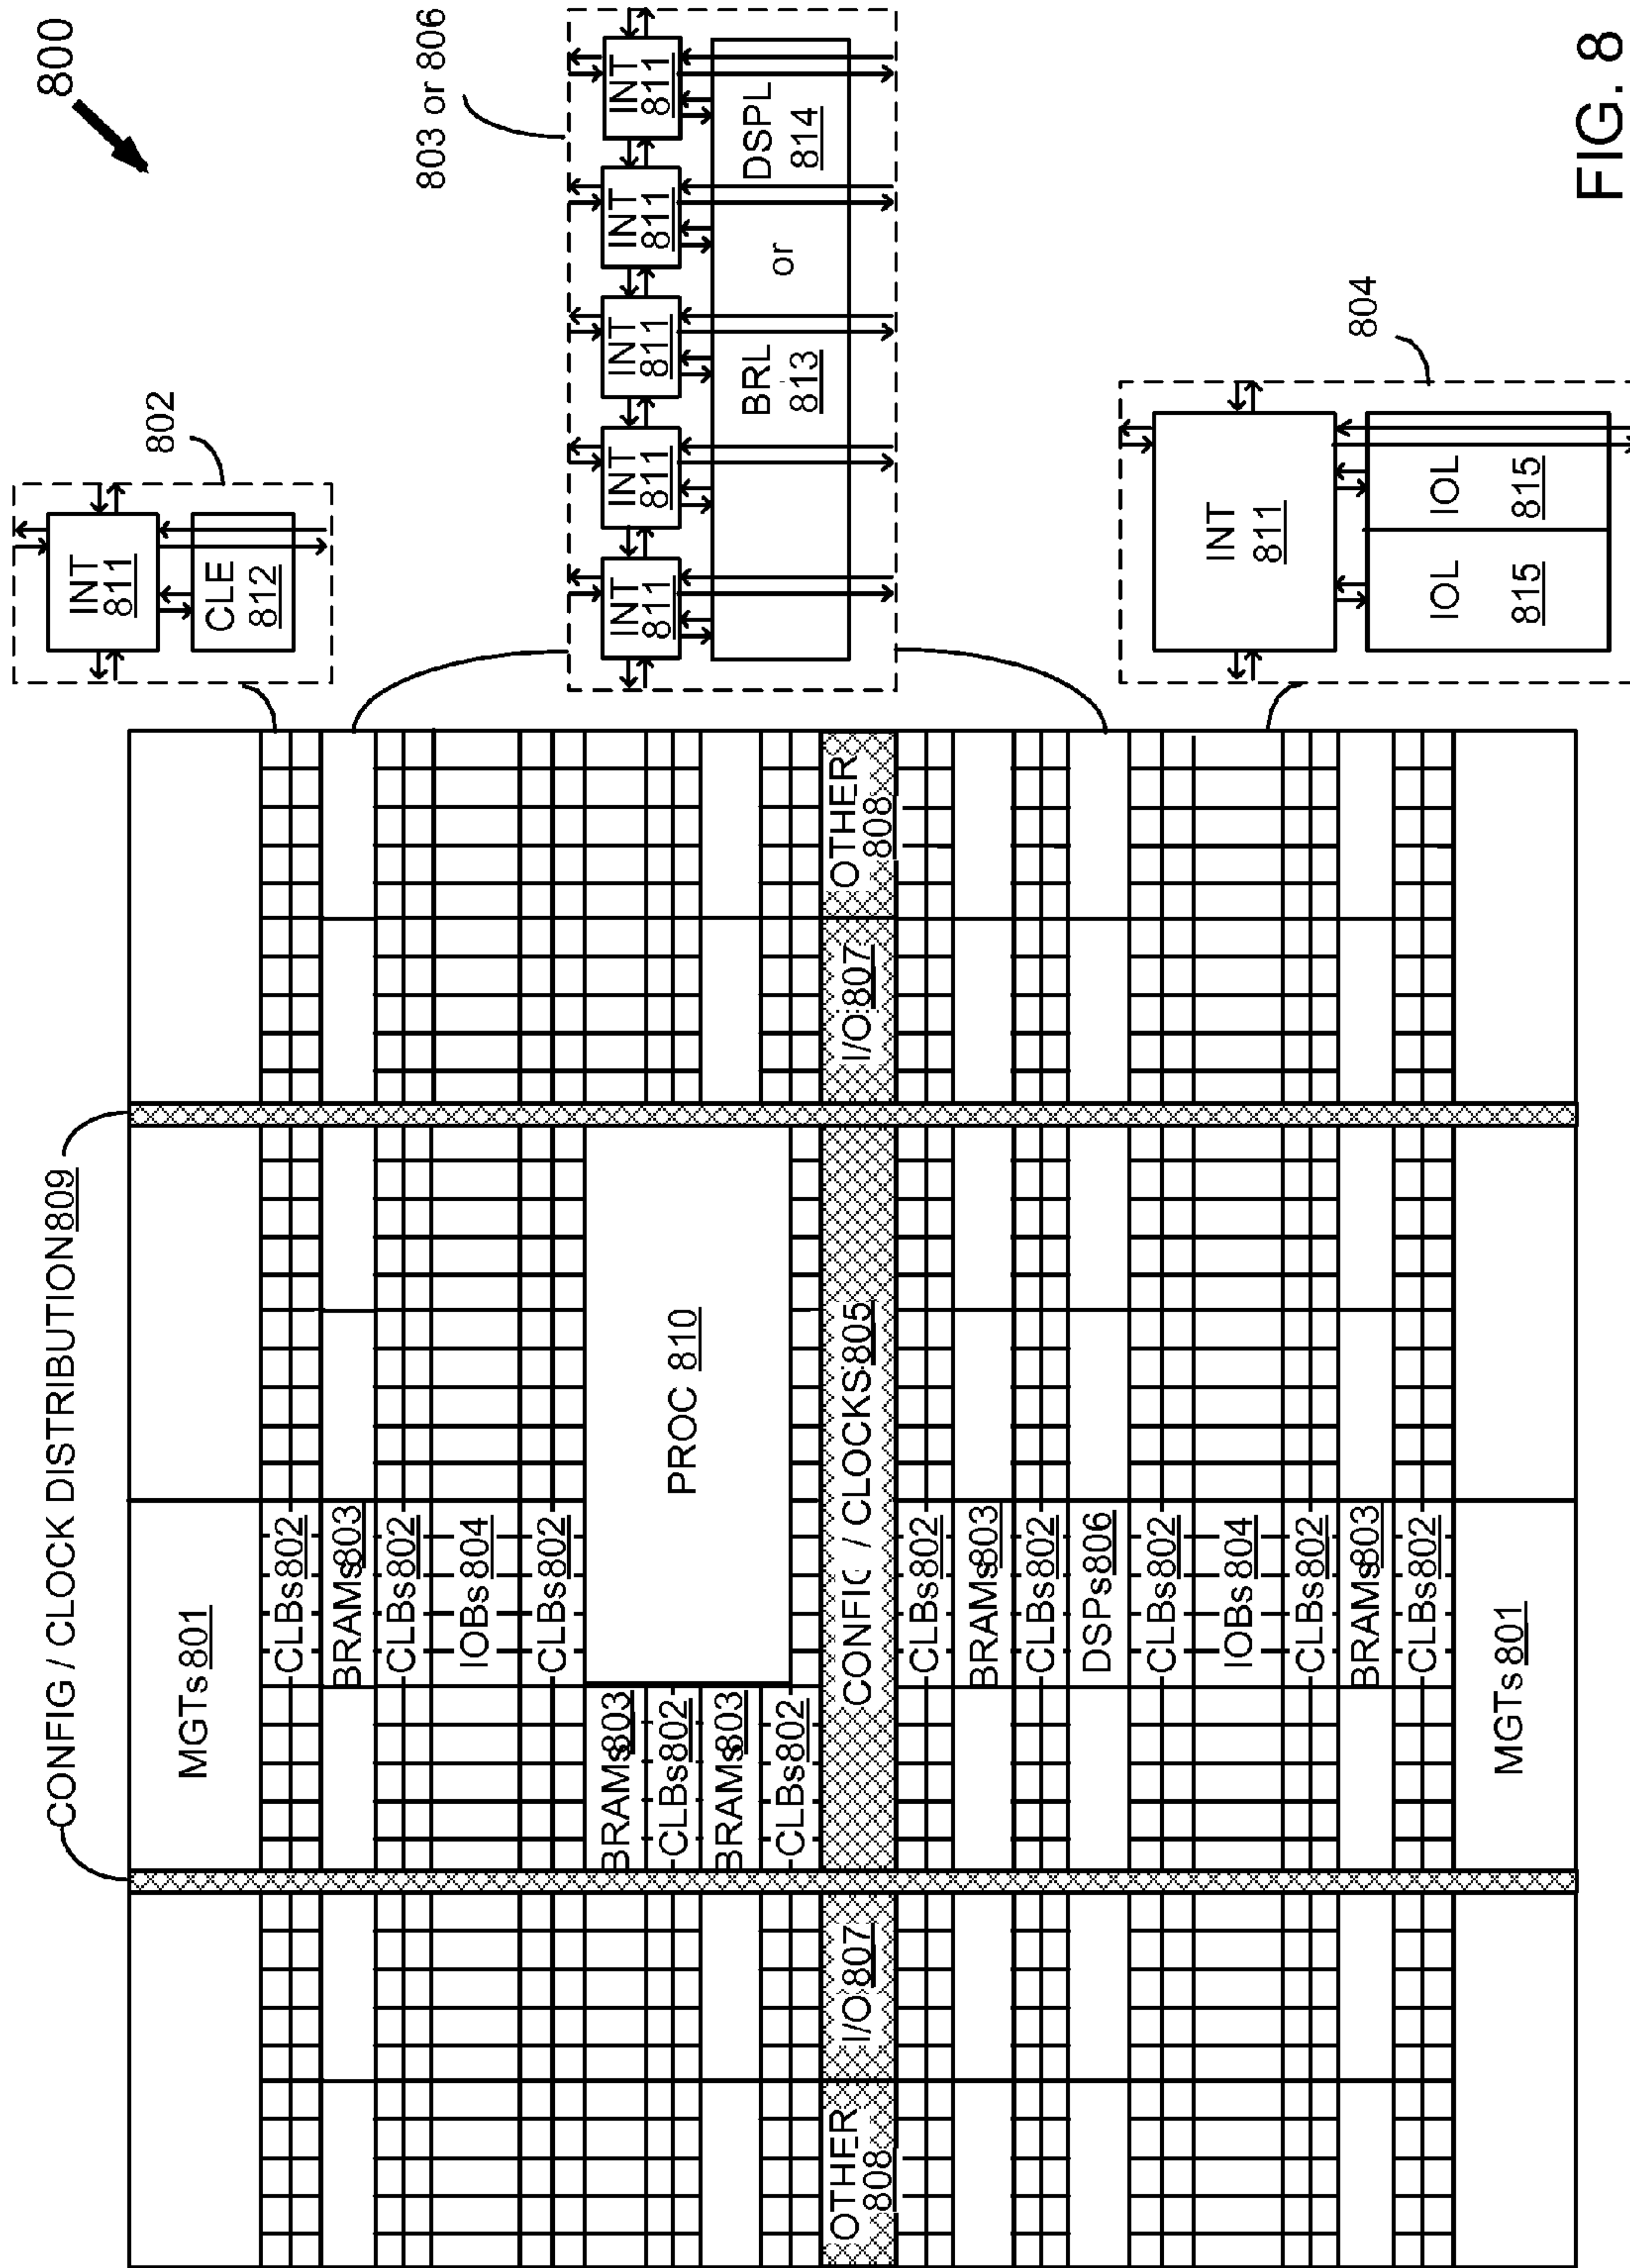 800
CONFIG / CLOCK DISTRIBUTION 809
MGTs 801
CLBs 802
BRAMs 803
CLBs 802
IOBs 804
CLBs 802
BRAMs 803
CLBs 802
BRAMs 803
CLBs 802
PROC 810
OTHER
808
I/O 807
CONFIG / CLOCKS 805
I/O 807
OTHER
808
CLBs 802
BRAMs 803
CLBs 802
DSPs 806
CLBs 802
IOBs 804
CLBs 802
BRAMs 803
CLBs 802
MGTs 801
802
INT
811
CLE
812
803 or 806
INT
811
INT
811
INT
811
INT
811
INT
811
BRL
813
or
DSPL
814
804
INT
811
IOL
815
IOL
815
FIG. 8